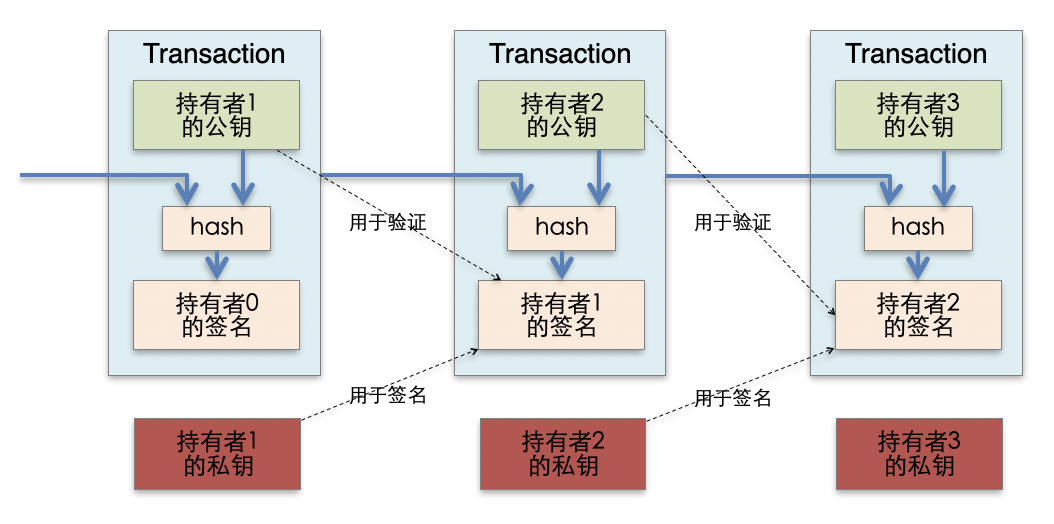 Transaction
持有者1
的公钥
hash
持有者0
的签名
Transaction
持有者2
的公钥
hash
持有者1
的签名
Transaction
持有者3
的公钥
hash
持有者2
的签名
用于验证
用于验证
用于签名
用于签名
持有者1
的私钥
持有者2
的私钥
持有者3
的私钥